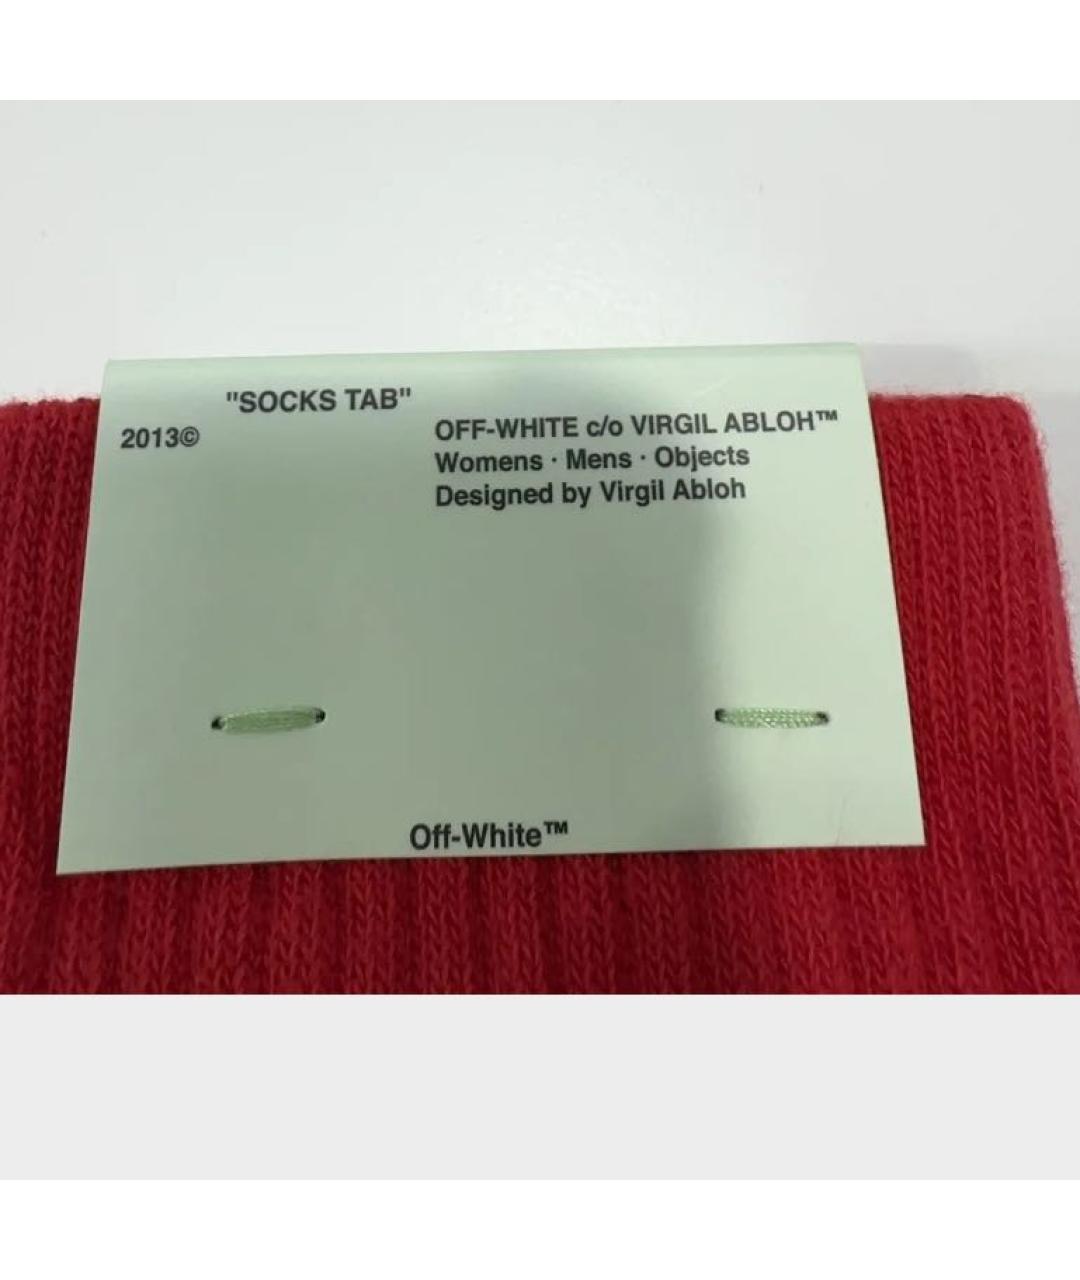 "SOCKS TAB"
2013©
OFF-WHITE c/o VIRGIL ABLOH™
Womens · Mens · Objects
Designed by Virgil Abloh
Off-White™